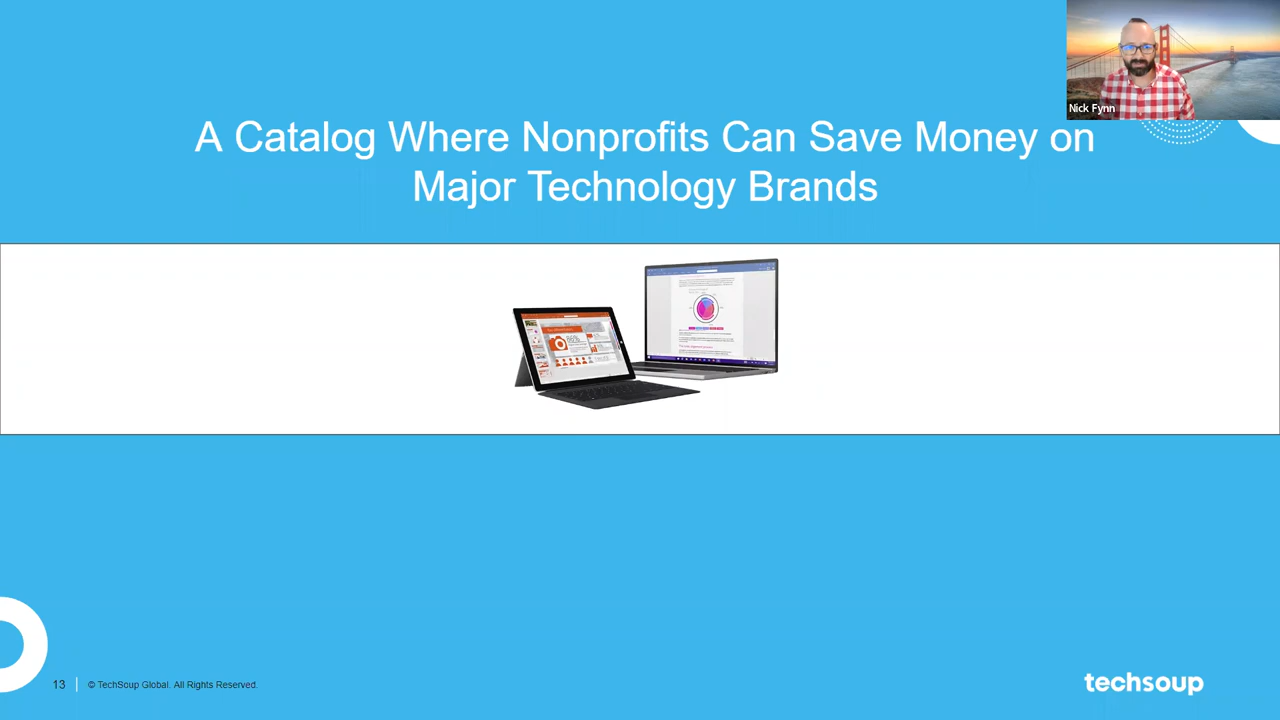 Nick Fynn
A Catalog Where Nonprofits Can Save Money on
Major Technology Brands
86%
13
© TechSoup Global. All Rights Reserved.
techsoup